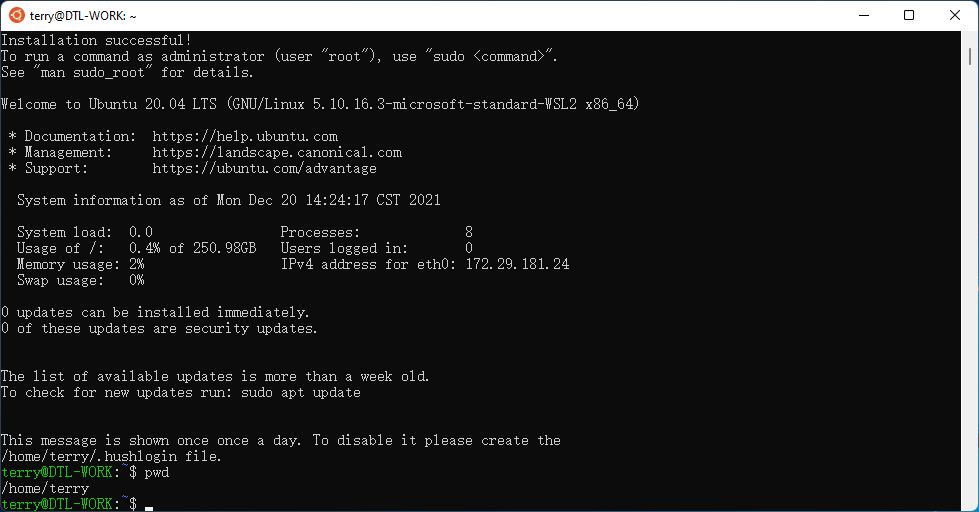 terry@DTL-WORK: ~
Installation successful!
To run a command as administrator (user "root"), use "sudo <command>".
See "man sudo_root" for details.
Welcome to Ubuntu 20.04 LTS (GNU/Linux 5.10.16.3-microsoft-standard-WSL2 x86_64)
* Documentation:  https://help.ubuntu.com
* Management:     https://landscape.canonical.com
* Support:        https://ubuntu.com/advantage
System information as of Mon Dec 20 14:24:17 CST 2021
System load:  0.0                Processes:             8
Usage of /:   0.4% of 250.98GB   Users logged in:       0
Memory usage: 2%                 IPv4 address for eth0: 172.29.181.24
Swap usage:   0%
0 updates can be installed immediately.
0 of these updates are security updates.
The list of available updates is more than a week old.
To check for new updates run: sudo apt update
This message is shown once once a day. To disable it please create the
/home/terry/.hushlogin file.
terry@DTL-WORK:~$ pwd
/home/terry
terry@DTL-WORK:~$